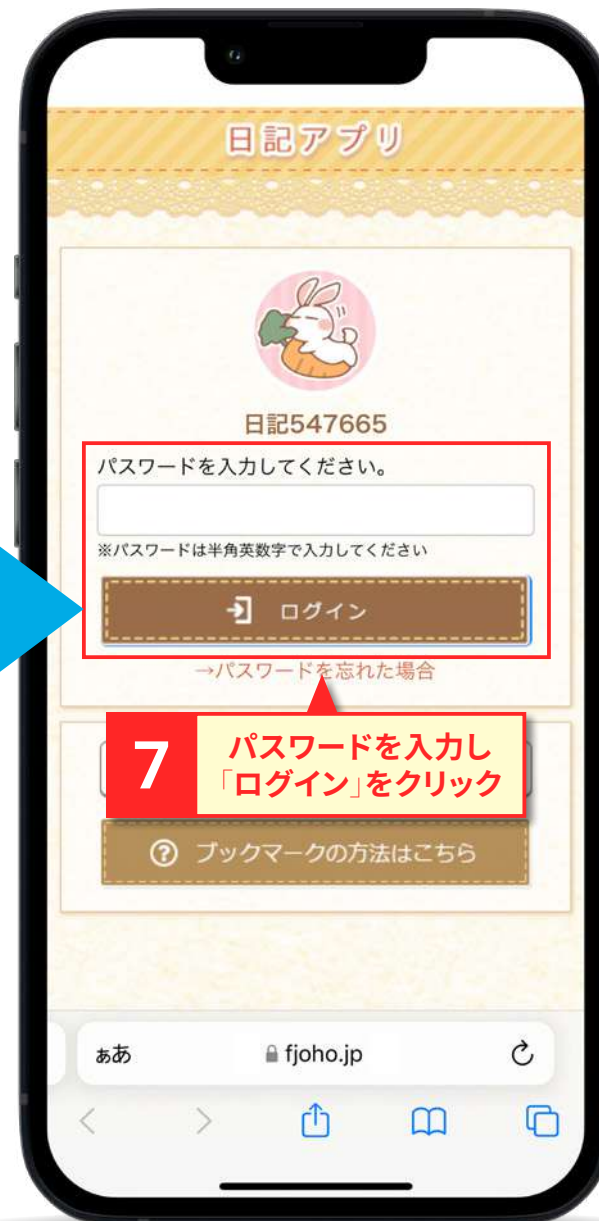 日記アプリ
日記547665
パスワードを入力してください。
※パスワードは半角英数字で入力してください
ログイン
→パスワードを忘れた場合
7
パスワードを入力し
「ログイン」をクリック
ブックマークの方法はこちら
ぁあ
fjoho.jp